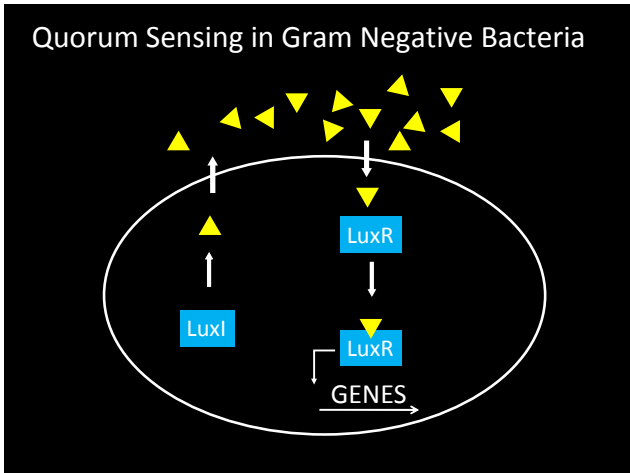 Quorum Sensing in Gram Negative Bacteria
LuxR
LuxI
LuxR
GENES